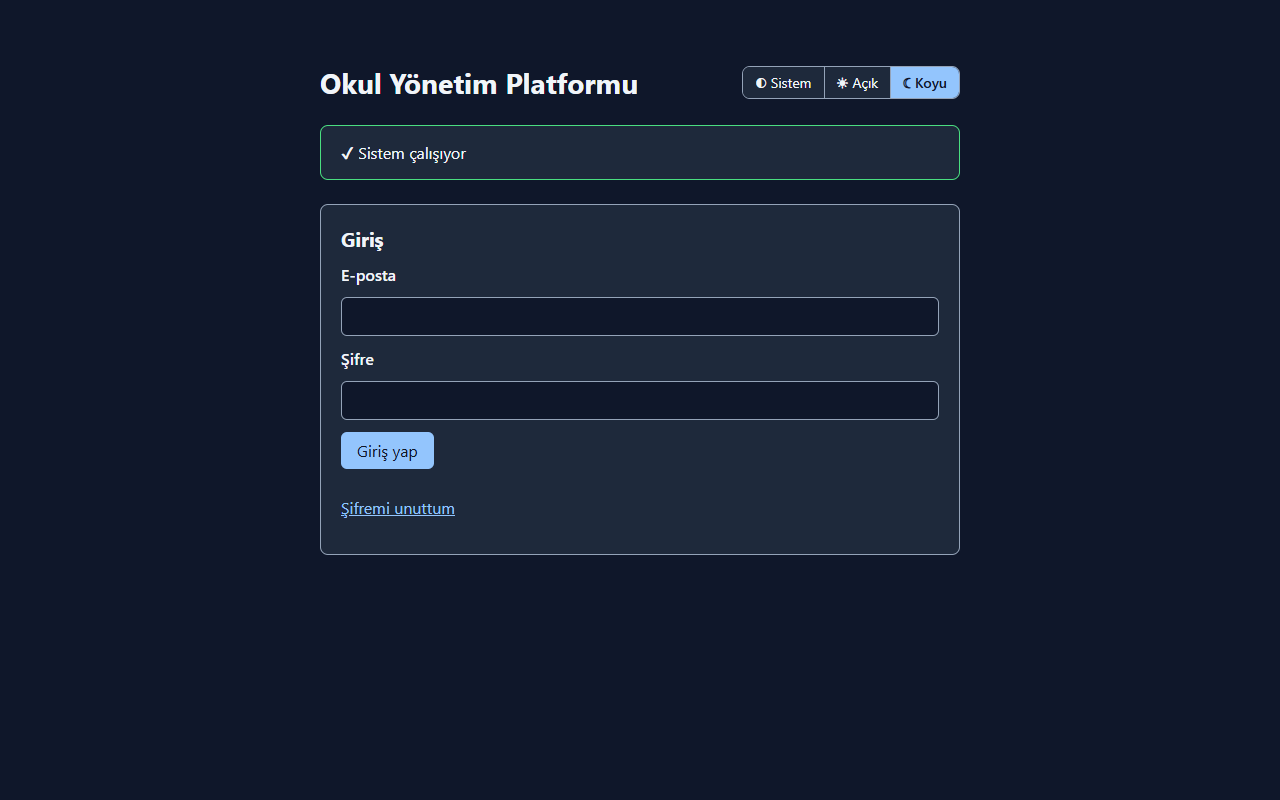 Okul Yönetim Platformu
◐ Sistem ☀ Açık ☾ Koyu
✓ Sistem çalışıyor
Giriş
E-posta
Şifre
Giriş yap
Şifremi unuttum